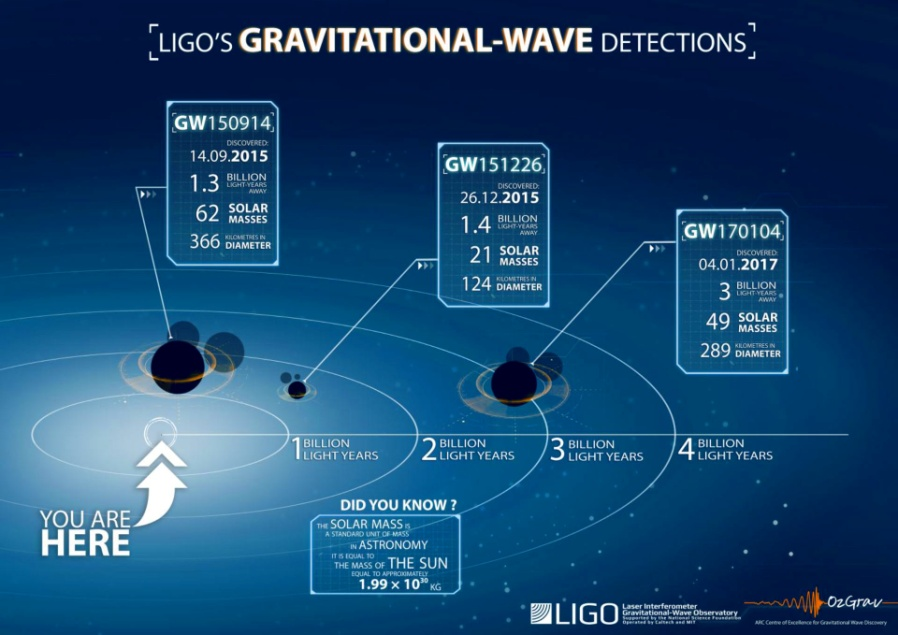 LIGO'S GRAVITATIONAL-WAVE DETECTIONS
GW150914
DISCOVERED:
14.09.2015
1.3 BILLION
LIGHT-YEARS
AWAY
62 SOLAR
MASSES
366 KILOMETRES IN
DIAMETER
GW151226
DISCOVERED:
26.12.2015
1.4 BILLION
LIGHT-YEARS
AWAY
21 SOLAR
MASSES
124 KILOMETRES IN
DIAMETER
GW170104
DISCOVERED:
04.01.2017
3 BILLION
LIGHT-YEARS
AWAY
49 SOLAR
MASSES
289 KILOMETRES IN
DIAMETER
1 BILLION
LIGHT YEARS
2 BILLION
LIGHT YEARS
3 BILLION
LIGHT YEARS
4 BILLION
LIGHT YEARS
YOU ARE
HERE
DID YOU KNOW ?
THE SOLAR MASS IS
A STANDARD UNIT OF MASS
IN ASTRONOMY
IT IS EQUAL TO
THE MASS OF THE SUN
EQUAL TO APPROXIMATELY
1.99 × 10³⁰ KG
LIGO
Laser Interferometer
Gravitational-Wave Observatory
Supported by the National Science Foundation
Operated by Caltech and MIT
OzGrav
ARC Centre of Excellence for Gravitational Wave Discovery